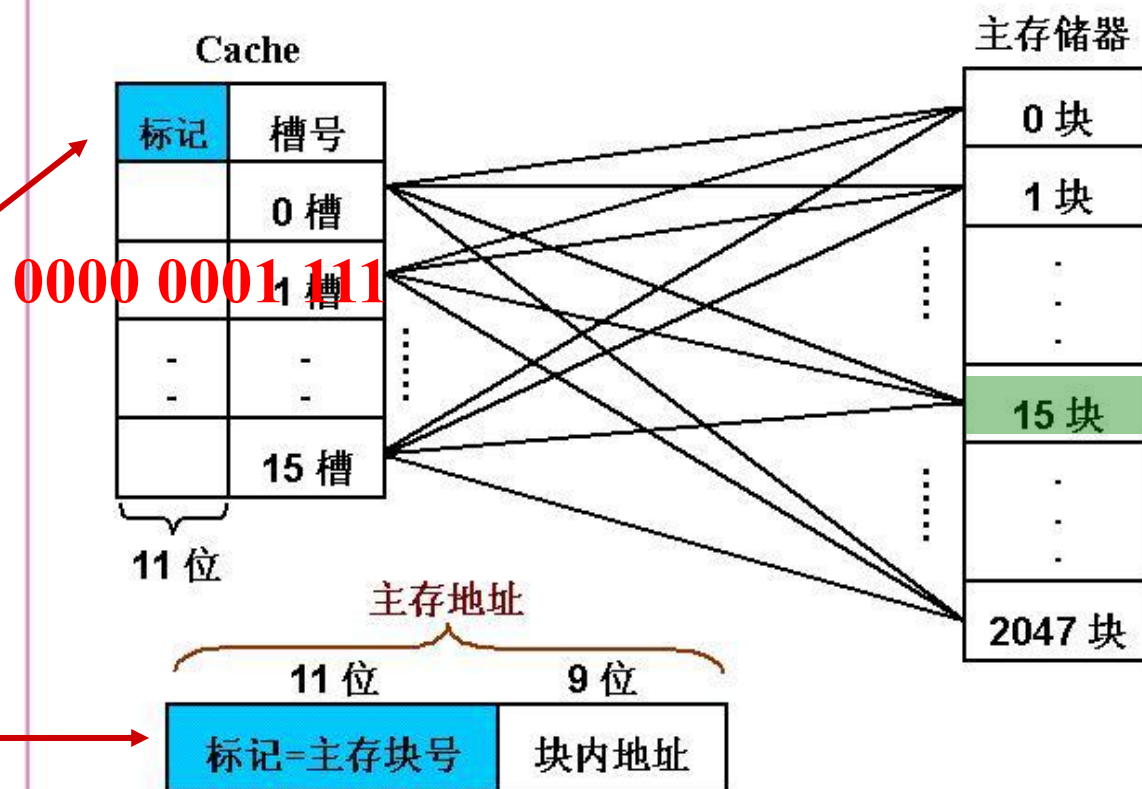 Cache
主存储器
标记 槽号
0 块
0 槽
1 块
0000 0001 111
1 槽
15 块
15 槽
11 位
2047 块
主存地址
11 位 9 位
标记=主存块号 块内地址